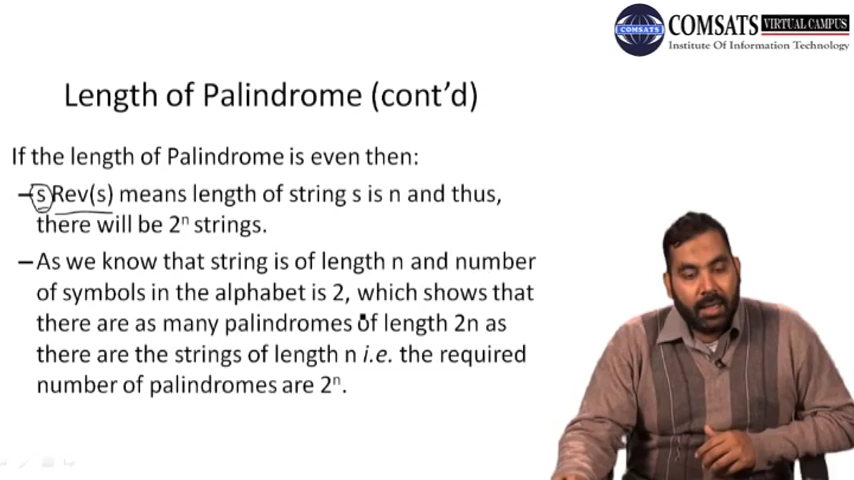 COMSATS
COMSATS VIRTUAL CAMPUS
Institute Of Information Technology
Length of Palindrome (cont'd)
If the length of Palindrome is even then:
–s Rev(s) means length of string s is n and thus,
there will be 2ⁿ strings.
–As we know that string is of length n and number
of symbols in the alphabet is 2, which shows that
there are as many palindromes of length 2n as
there are the strings of length n i.e. the required
number of palindromes are 2ⁿ.